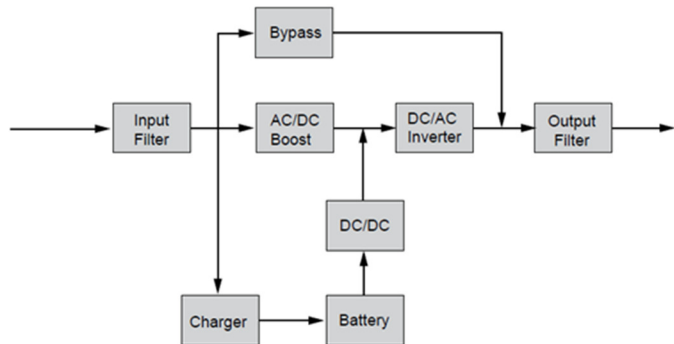 Bypass
Input
Filter
AC/DC
Boost
DC/AC
Inverter
Output
Filter
DC/DC
Charger
Battery